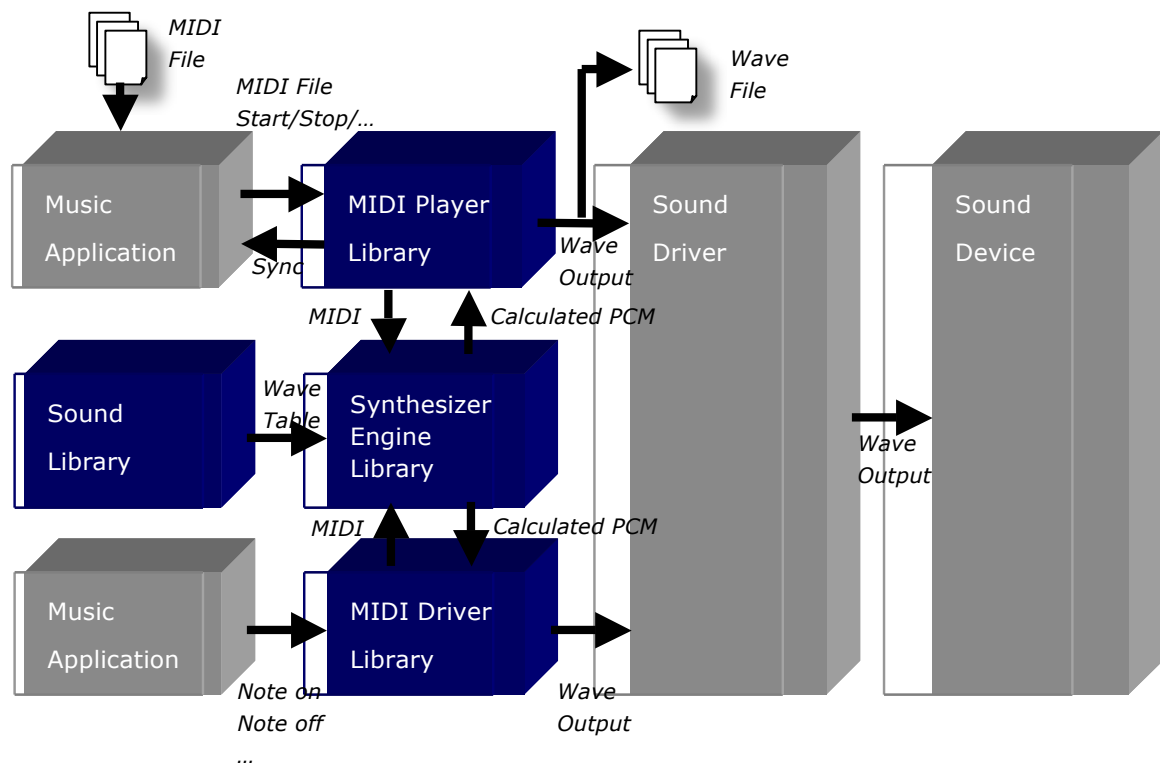 MIDI
File
Wave
File
MIDI File
Start/Stop/...
Music
Application
MIDI Player
Library
Sound
Driver
Sound
Device
Sync
Wave
Output
MIDI
Calculated PCM
Sound
Library
Wave
Table
Synthesizer
Engine
Library
Wave
Output
MIDI
Calculated PCM
Music
Application
MIDI Driver
Library
Note on
Note off
...
Wave
Output